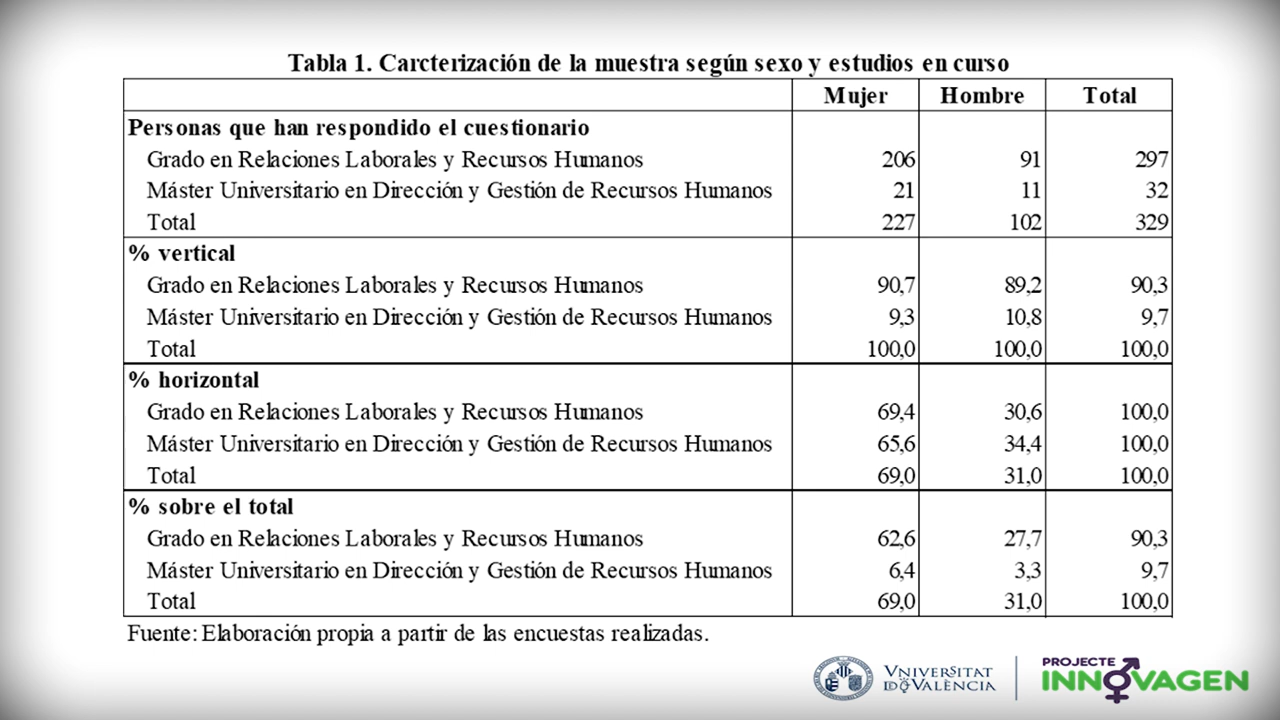 Tabla 1. Carcterización de la muestra según sexo y estudios en curso
Mujer Hombre Total
Personas que han respondido el cuestionario
Grado en Relaciones Laborales y Recursos Humanos 206 91 297
Máster Universitario en Dirección y Gestión de Recursos Humanos 21 11 32
Total 227 102 329
% vertical
Grado en Relaciones Laborales y Recursos Humanos 90,7 89,2 90,3
Máster Universitario en Dirección y Gestión de Recursos Humanos 9,3 10,8 9,7
Total 100,0 100,0 100,0
% horizontal
Grado en Relaciones Laborales y Recursos Humanos 69,4 30,6 100,0
Máster Universitario en Dirección y Gestión de Recursos Humanos 65,6 34,4 100,0
Total 69,0 31,0 100,0
% sobre el total
Grado en Relaciones Laborales y Recursos Humanos 62,6 27,7 90,3
Máster Universitario en Dirección y Gestión de Recursos Humanos 6,4 3,3 9,7
Total 69,0 31,0 100,0
Fuente: Elaboración propia a partir de las encuestas realizadas.
VNIVERSITAT
DE VALÈNCIA
PROJECTE
INNOVAGEN